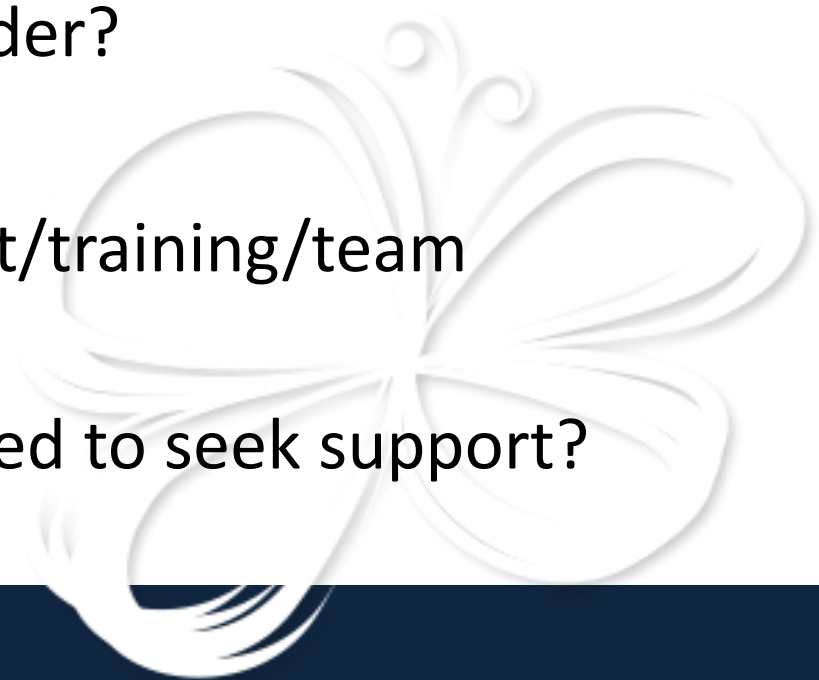 der?
t/training/team
ed to seek support?